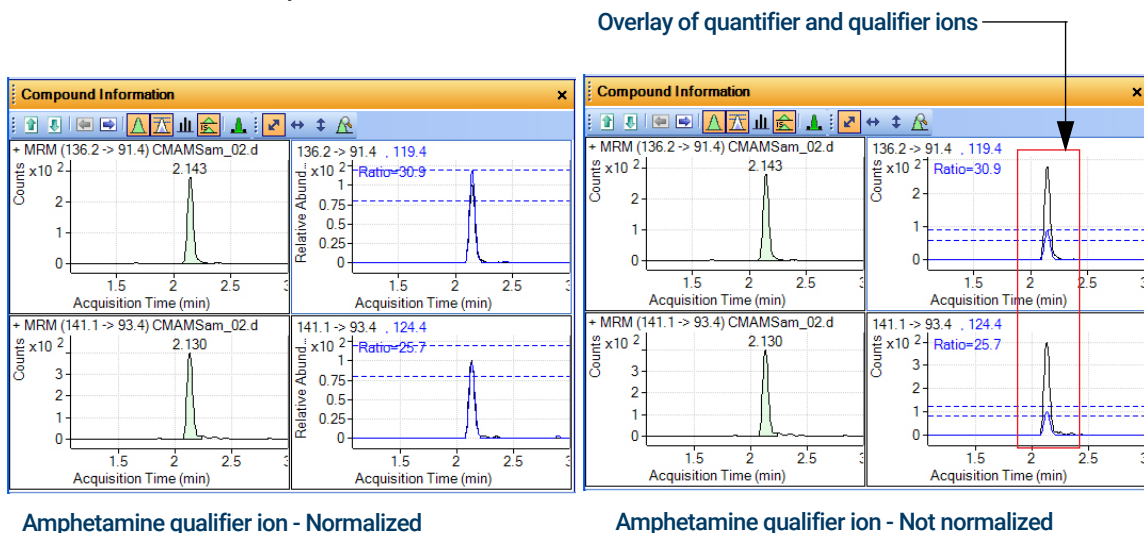 Overlay of quantifier and qualifier ions
Compound Information
+ MRM (136.2 -> 91.4) CMAMSam_02.d
Counts
x10 2
2.143
2
1
0
1.5 2 2.5 3
Acquisition Time (min)
136.2 -> 91.4 , 119.4
Relative Abund...
x10 2
Ratio=30.9
1
0.75
0.5
0.25
0
1.5 2 2.5 3
Acquisition Time (min)
+ MRM (141.1 -> 93.4) CMAMSam_02.d
Counts
x10 2
2.130
3
2
1
0
1.5 2 2.5 3
Acquisition Time (min)
141.1 -> 93.4 , 124.4
Relative Abund...
x10 2
Ratio=25.7
1
0.75
0.5
0.25
0
1.5 2 2.5 3
Acquisition Time (min)
Amphetamine qualifier ion - Normalized
Compound Information
+ MRM (136.2 -> 91.4) CMAMSam_02.d
Counts
x10 2
2.143
2
1
0
1.5 2 2.5 3
Acquisition Time (min)
136.2 -> 91.4 , 119.4
Counts
x10 2
Ratio=30.9
2
1
0
1.5 2 2.5 3
Acquisition Time (min)
+ MRM (141.1 -> 93.4) CMAMSam_02.d
Counts
x10 2
2.130
4
3
2
1
0
1.5 2 2.5 3
Acquisition Time (min)
141.1 -> 93.4 , 124.4
Counts
x10 2
Ratio=25.7
4
3
2
1
0
1.5 2 2.5 3
Acquisition Time (min)
Amphetamine qualifier ion - Not normalized